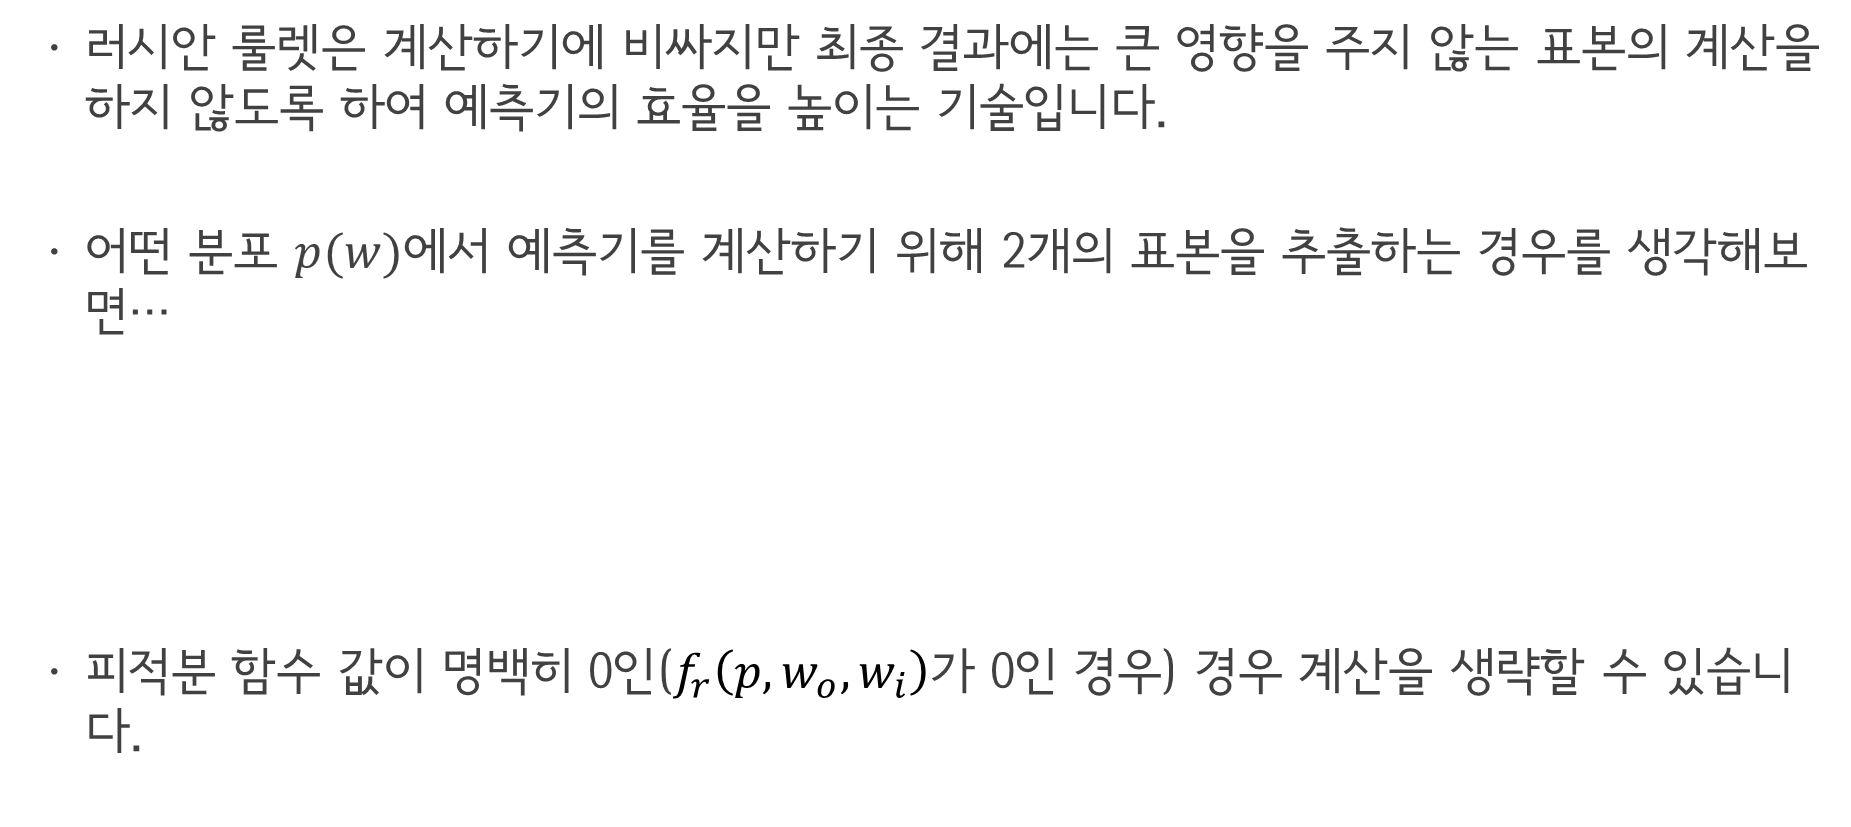 · 러시안 룰렛은 계산하기에 비싸지만 최종 결과에는 큰 영향을 주지 않는 표본의 계산을
하지 않도록 하여 예측기의 효율을 높이는 기술입니다.
· 어떤 분포 p(w)에서 예측기를 계산하기 위해 2개의 표본을 추출하는 경우를 생각해보
면…
· 피적분 함수 값이 명백히 0인(f_r(p, w_o, w_i)가 0인 경우) 경우 계산을 생략할 수 있습니
다.